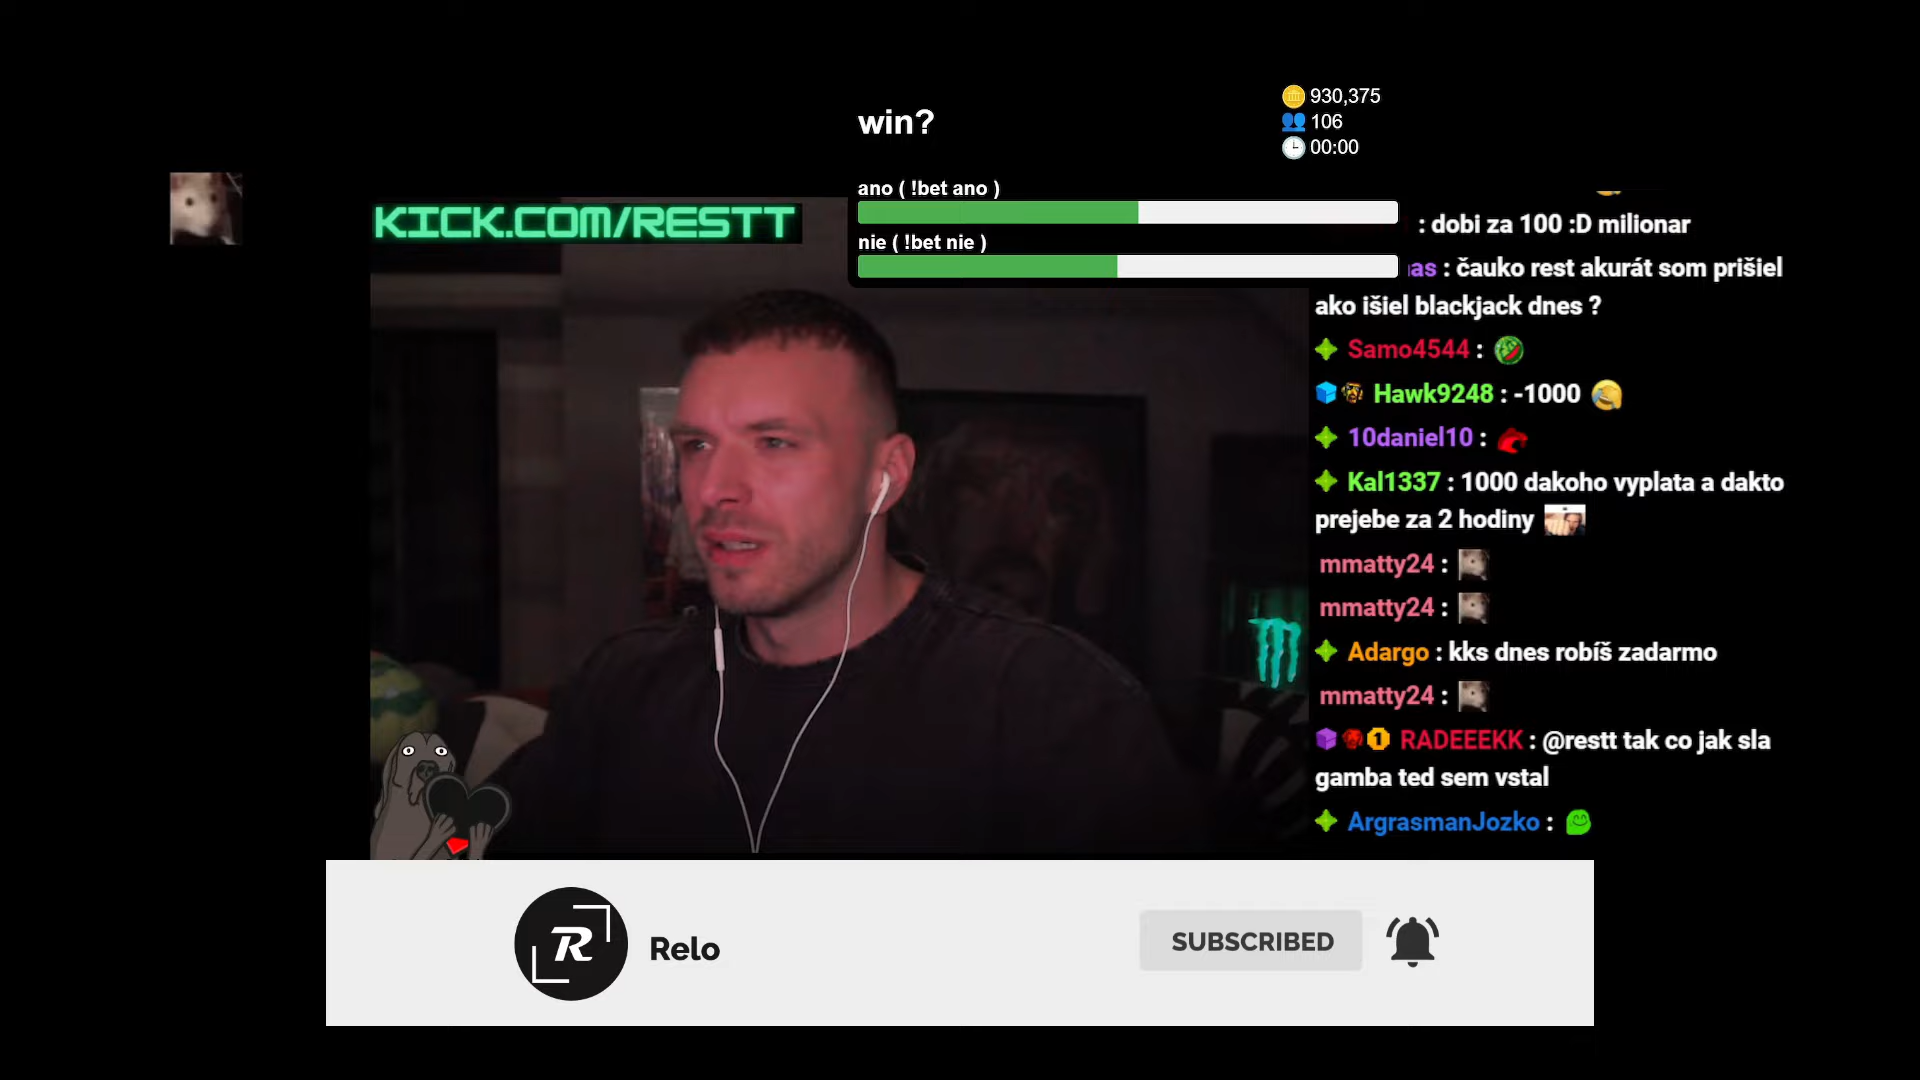 930,375
win?
106
00:00
ano ( !bet ano )
KICK.COM/RESTT
: dobi za 100 :D milionar
nie ( !bet nie )
as : čauko rest akurát som prišiel
ako išiel blackjack dnes ?
Samo4544 :
Hawk9248 : -1000
10daniel10 :
Kal1337 : 1000 dakoho vyplata a dakto
prejebe za 2 hodiny
mmatty24 :
mmatty24 :
Adargo : kks dnes robíš zadarmo
mmatty24 :
1 RADEEEKK : @restt tak co jak sla
gamba ted sem vstal
ArgrasmanJozko :
R
Relo
SUBSCRIBED